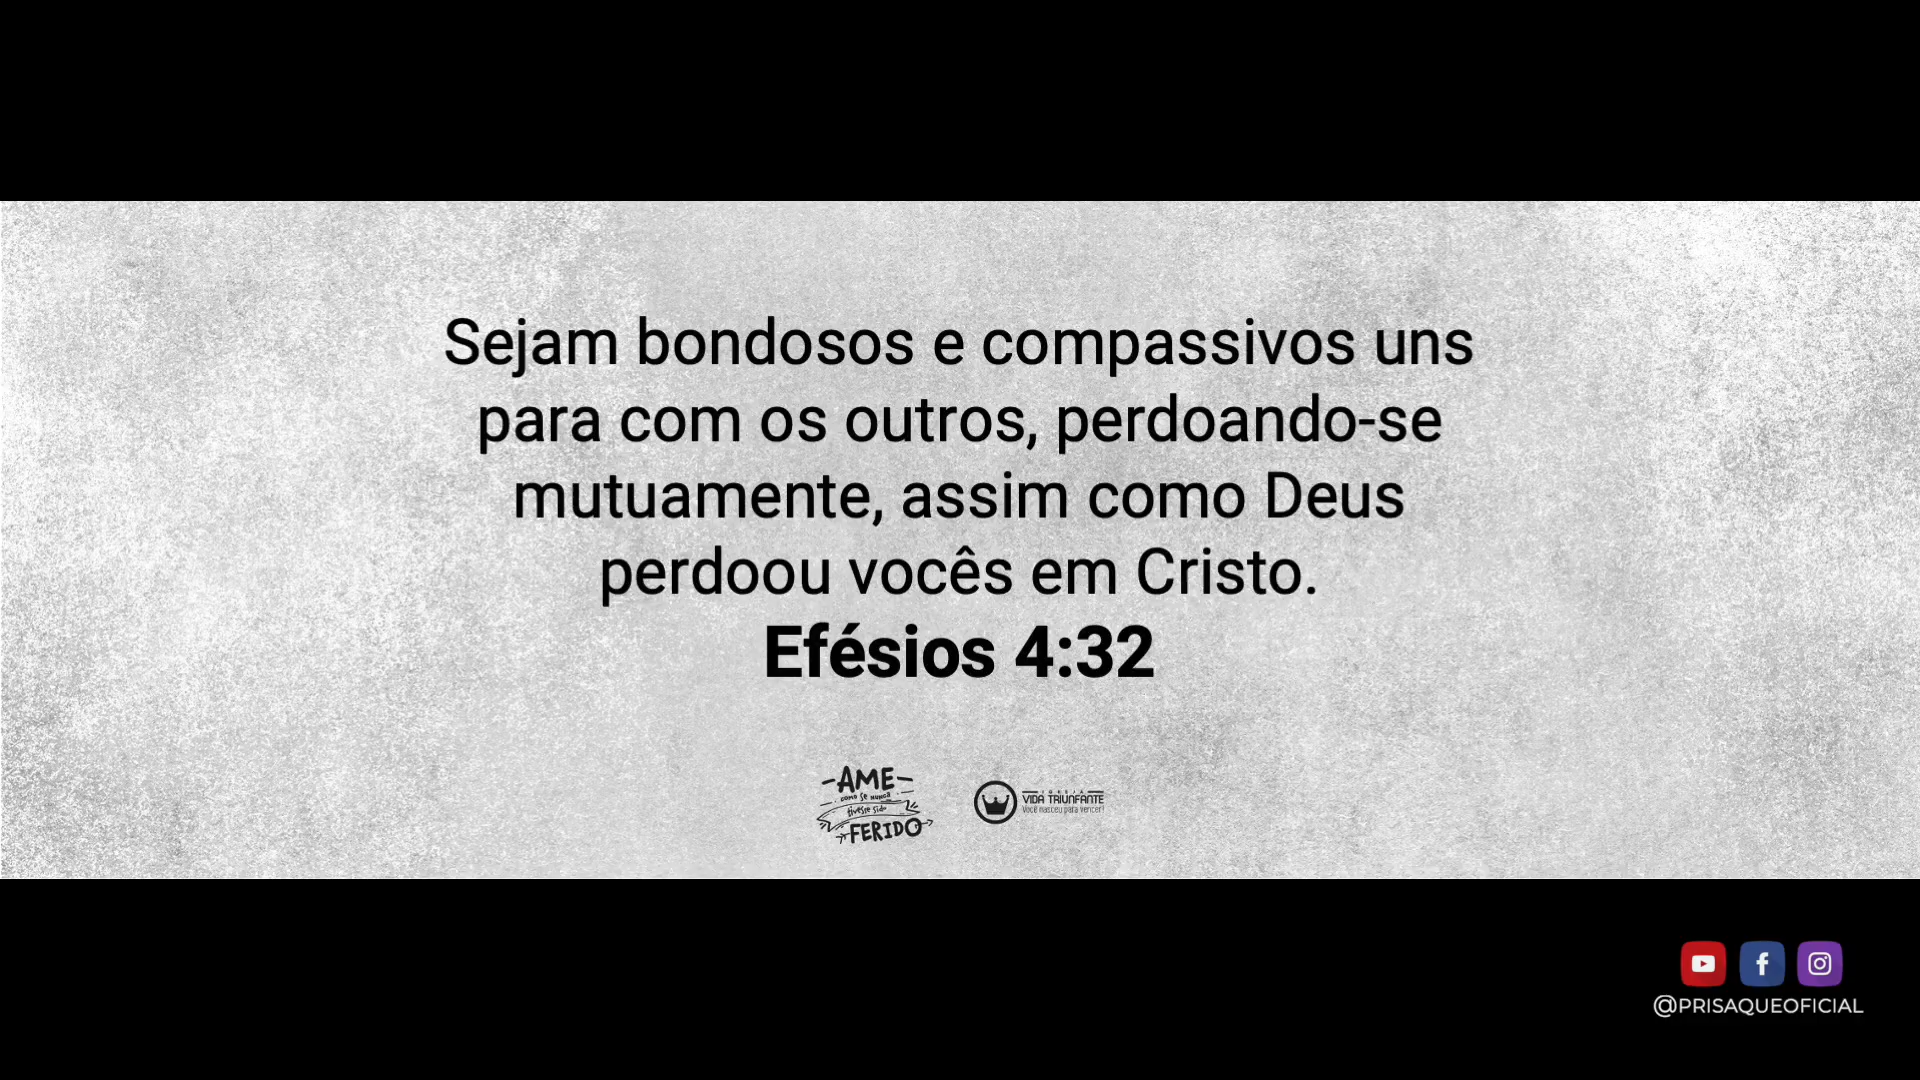 Sejam bondosos e compassivos uns
para com os outros, perdoando-se
mutuamente, assim como Deus
perdoou vocês em Cristo.
Efésios 4:32
-AME-
como se nunca
tivesse sido
FERIDO
IGREJA
VIDA TRIUNFANTE
Você nasceu para vencer!
@PRISAQUEOFICIAL